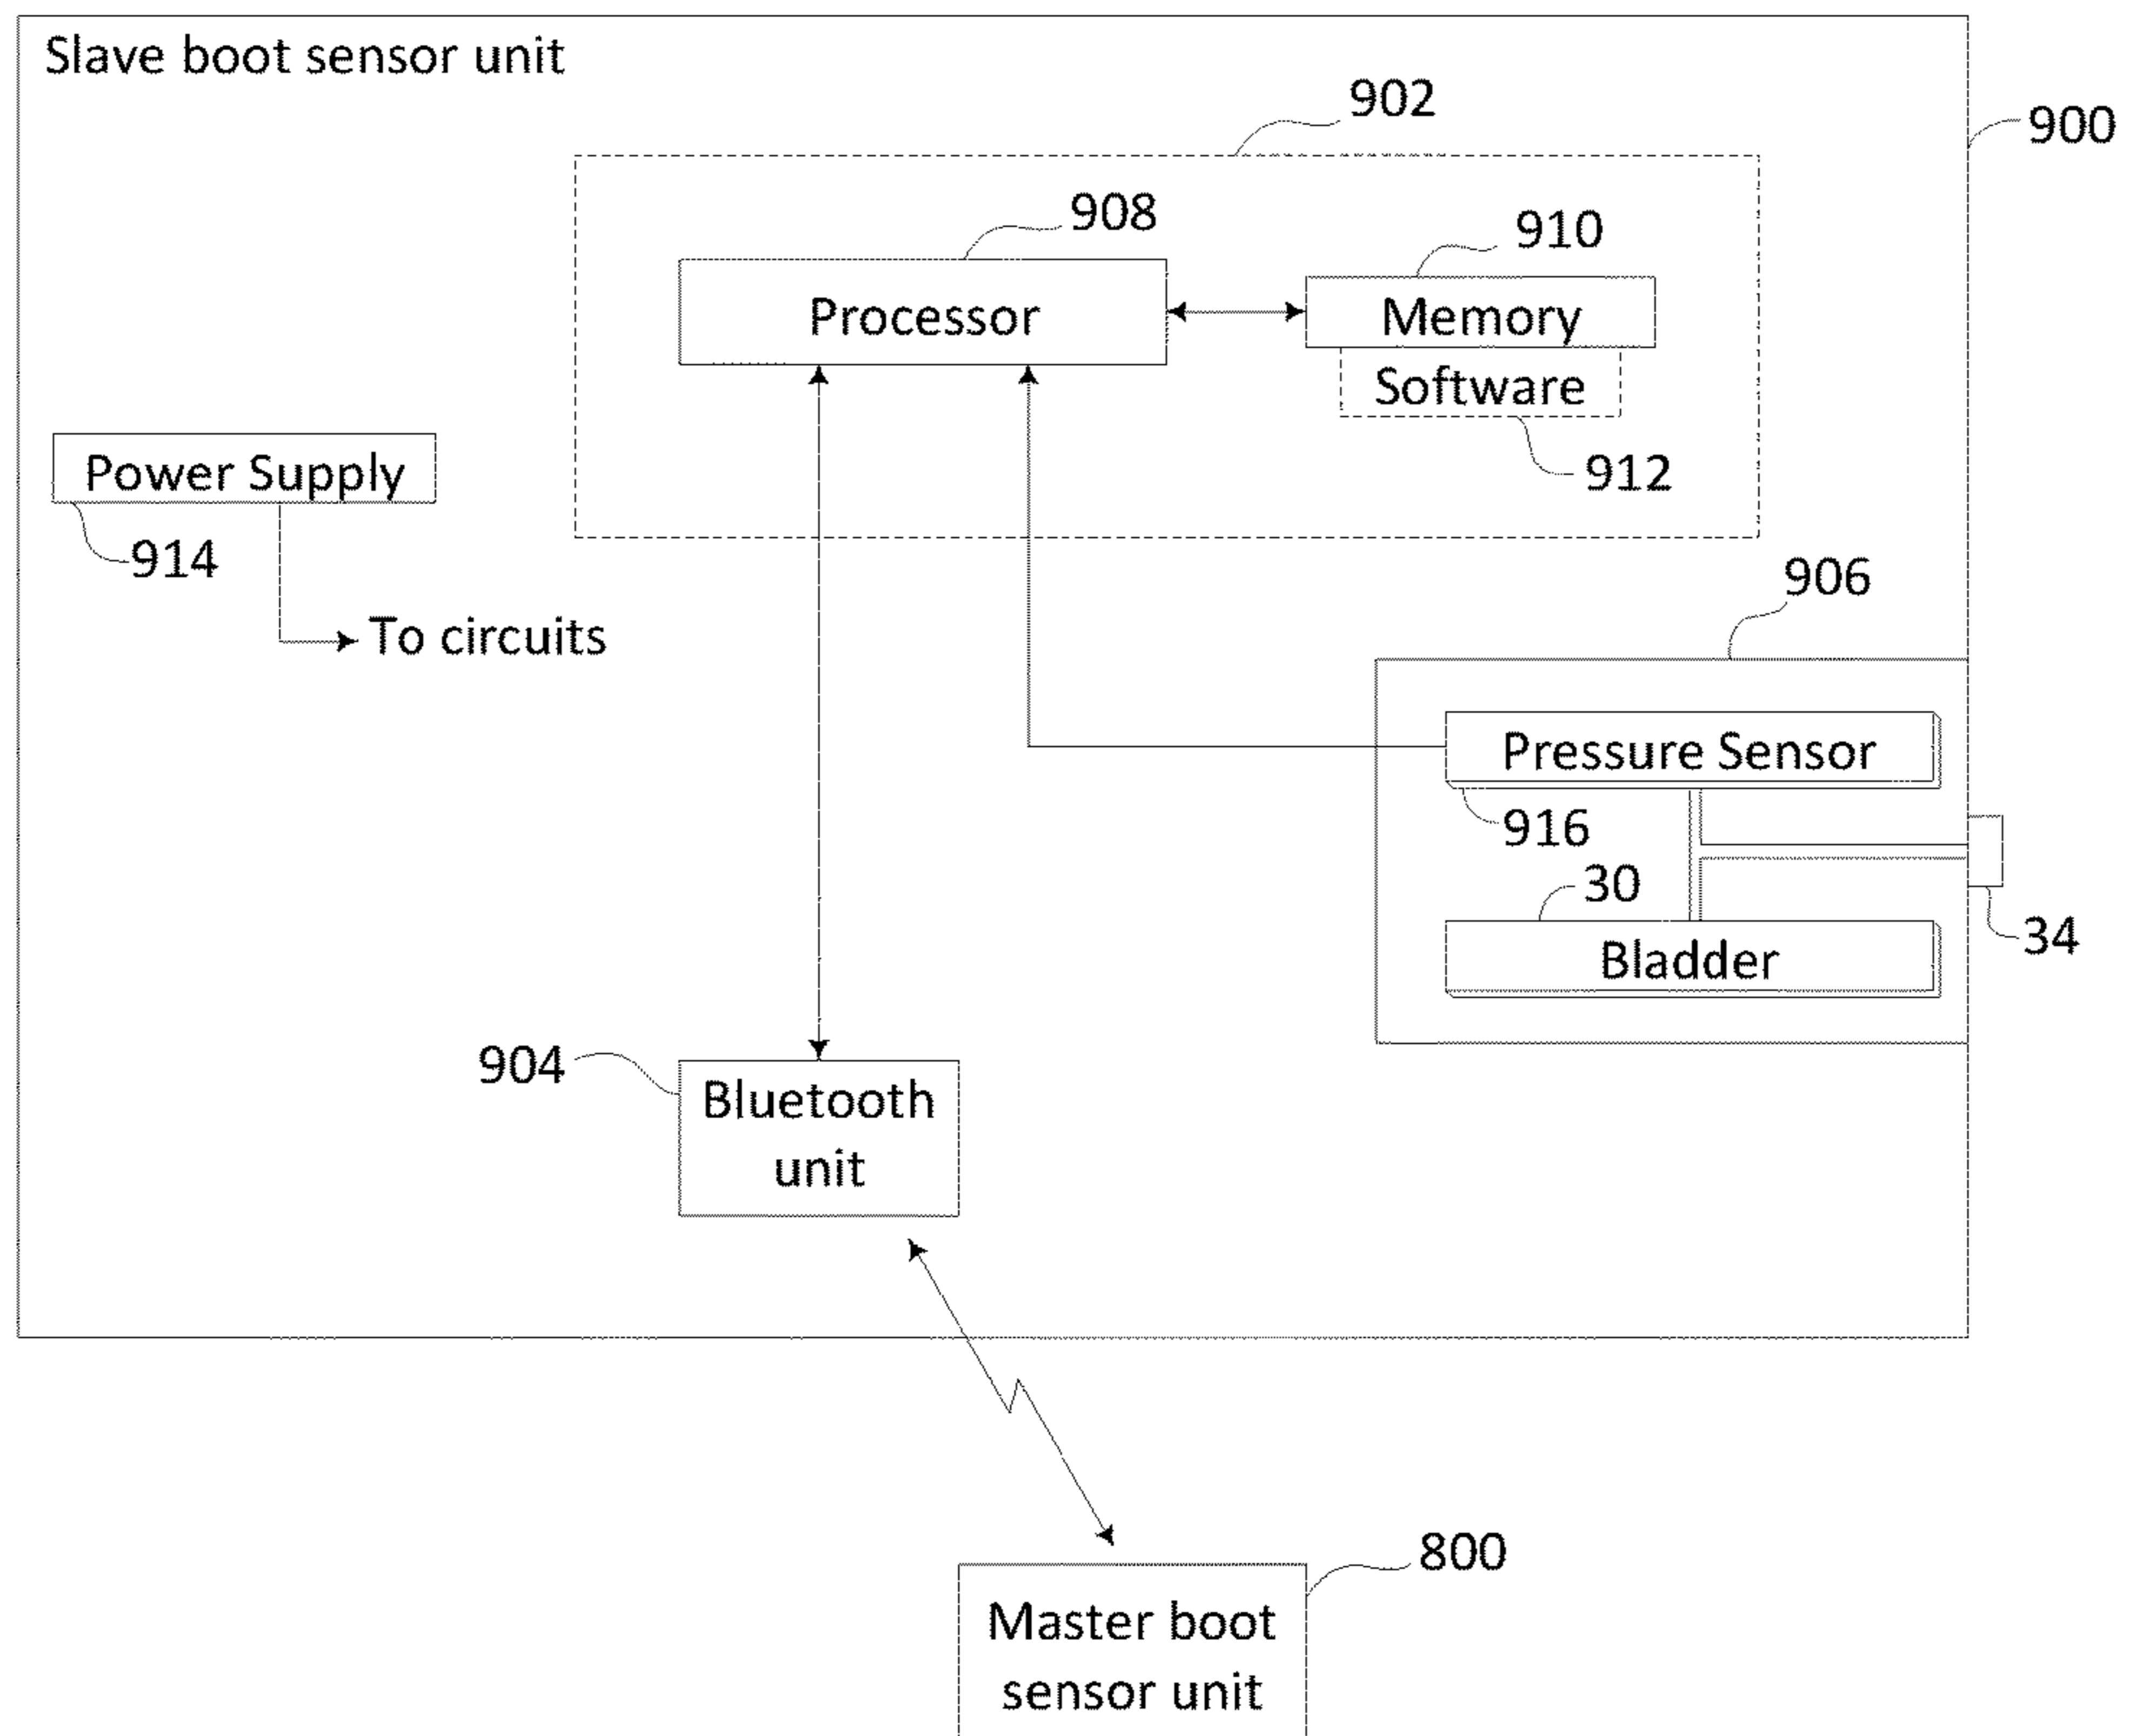 Slave boot sensor unit
902
900
908
910
Processor
Memory
Software
Power Supply
912
914
906
To circuits
Pressure Sensor
916
30
34
Bladder
904
Bluetooth
unit
800
Master boot
sensor unit